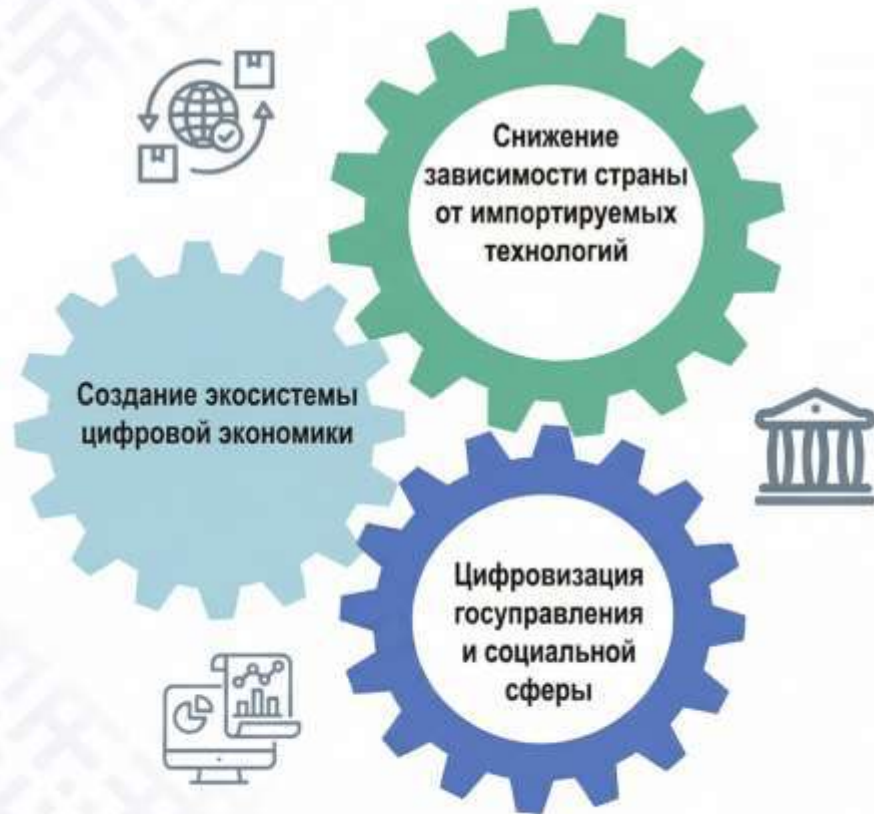 Снижение
зависимости страны
от импортируемых
технологий
Создание экосистемы
цифровой экономики
Цифровизация
госуправления
и социальной
сферы